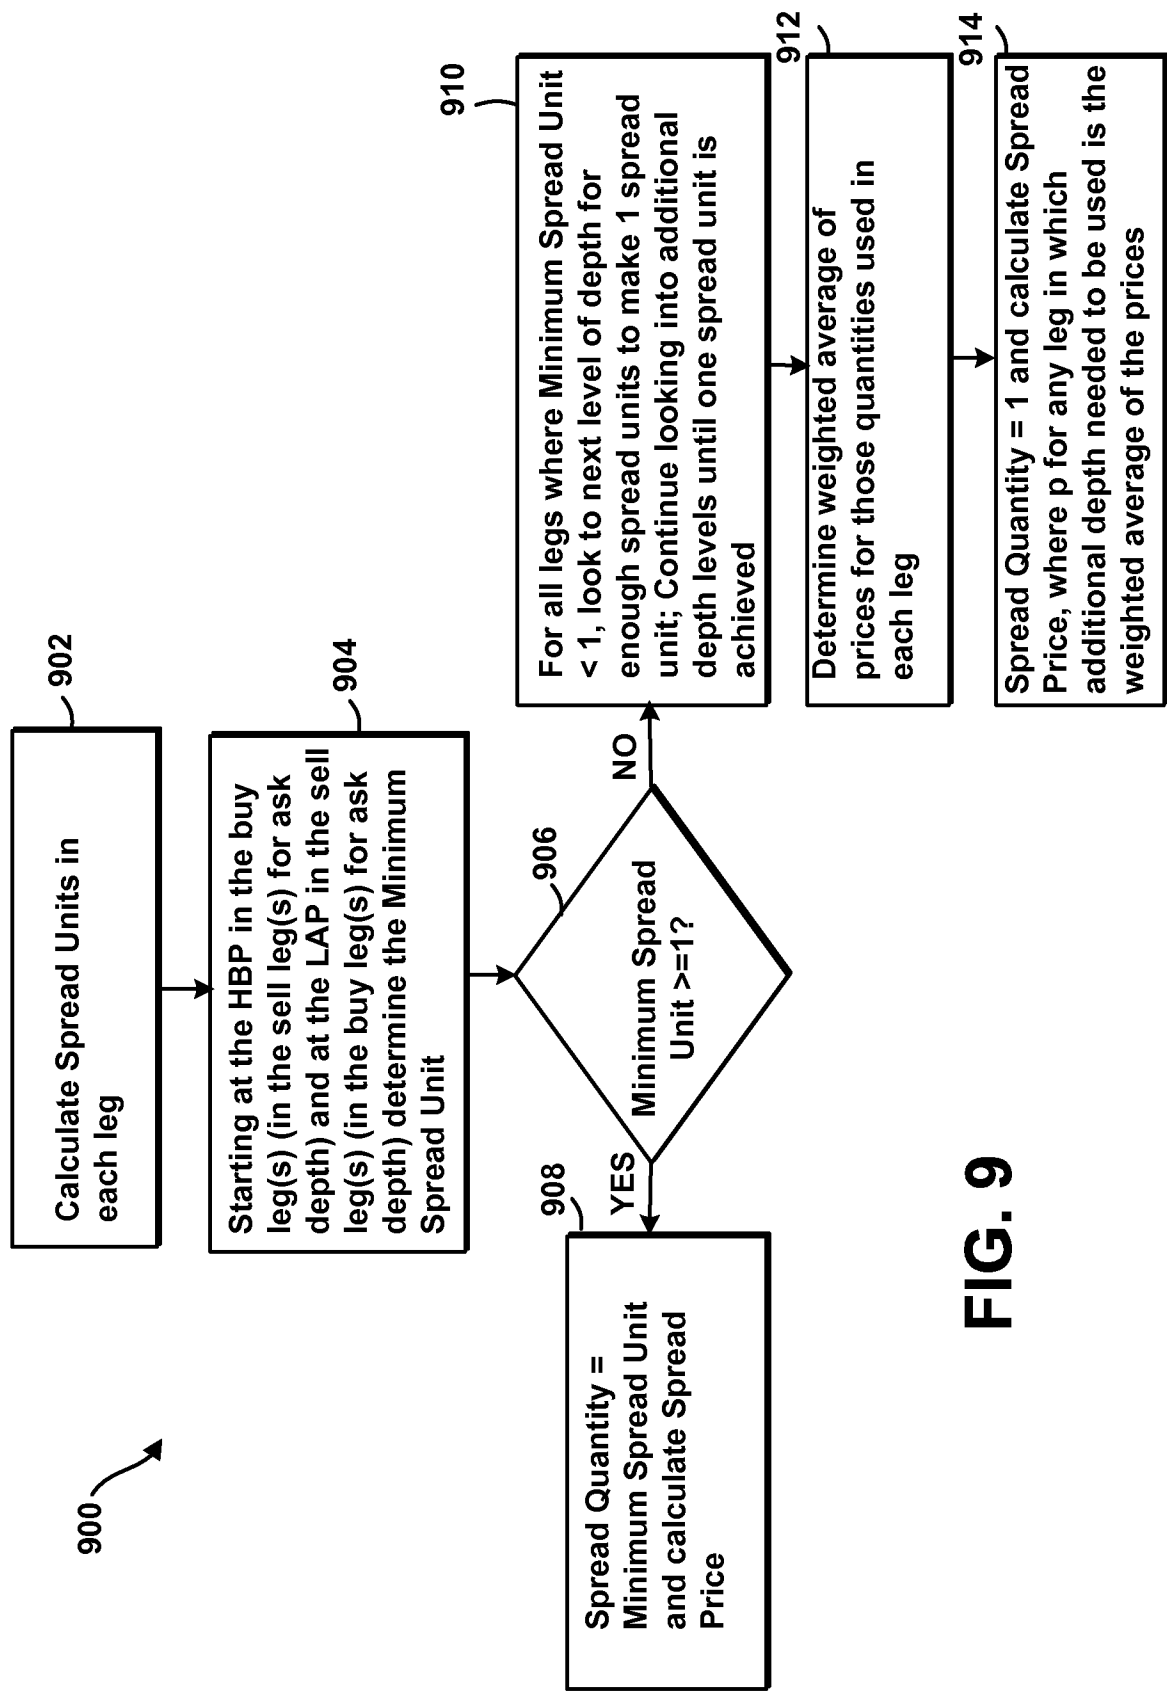 900
902
Calculate Spread Units in
each leg
904
Starting at the HBP in the buy
leg(s) (in the sell leg(s) for ask
depth) and at the LAP in the sell
leg(s) (in the buy leg(s) for ask
depth) determine the Minimum
Spread Unit
906
Minimum Spread
Unit >=1?
YES
NO
908
Spread Quantity =
Minimum Spread Unit
and calculate Spread
Price
910
For all legs where Minimum Spread Unit
< 1, look to next level of depth for
enough spread units to make 1 spread
unit; Continue looking into additional
depth levels until one spread unit is
achieved
912
Determine weighted average of
prices for those quantities used in
each leg
914
Spread Quantity = 1 and calculate Spread
Price, where p for any leg in which
additional depth needed to be used is the
weighted average of the prices
FIG. 9